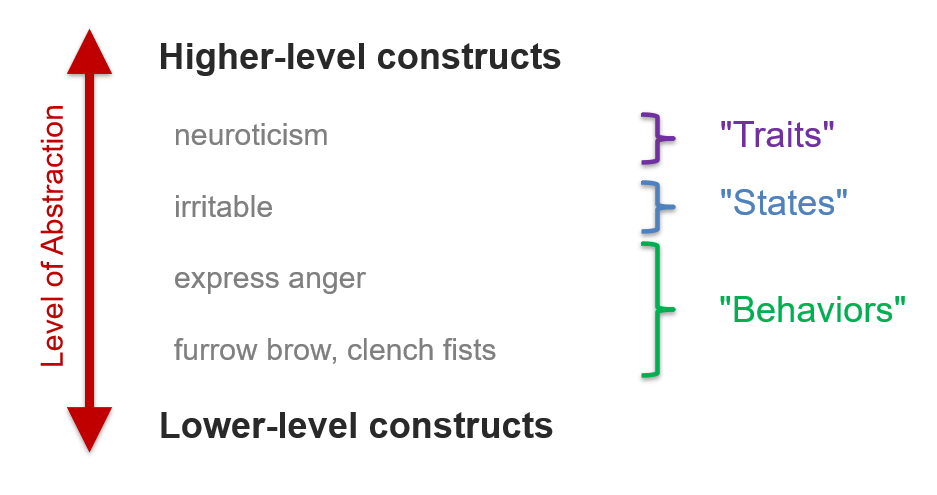 Higher-level constructs
Level of Abstraction
neuroticism
"Traits"
irritable
"States"
express anger
"Behaviors"
furrow brow, clench fists
Lower-level constructs